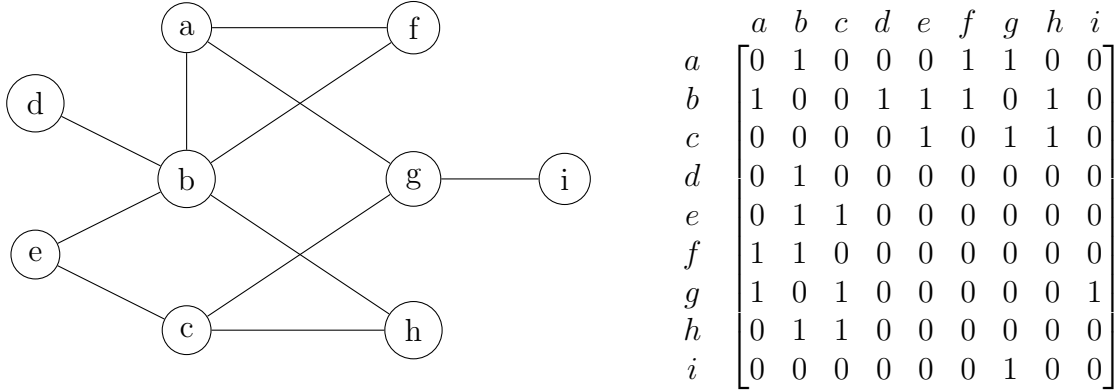 a f
d
b g i
e
c h
a b c d e f g h i
a 0 1 0 0 0 1 1 0 0
b 1 0 0 1 1 1 0 1 0
c 0 0 0 0 1 0 1 1 0
d 0 1 0 0 0 0 0 0 0
e 0 1 1 0 0 0 0 0 0
f 1 1 0 0 0 0 0 0 0
g 1 0 1 0 0 0 0 0 1
h 0 1 1 0 0 0 0 0 0
i 0 0 0 0 0 0 1 0 0